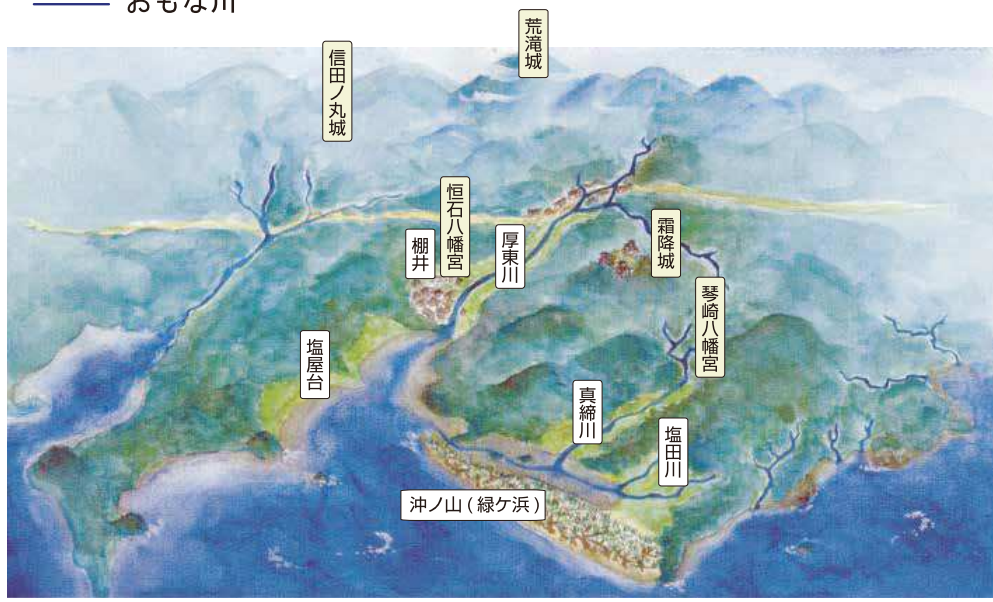 おもな川
荒滝城
信田ノ丸城
恒石八幡宮
棚井
厚東川
霜降城
琴崎八幡宮
塩屋台
真締川
塩田川
沖ノ山(緑ケ浜)